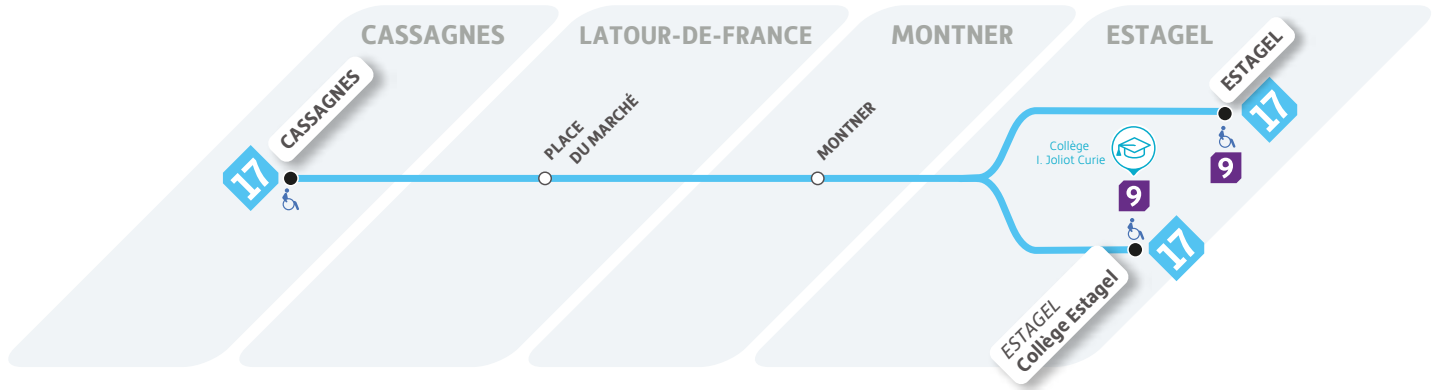 CASSAGNES
LATOUR-DE-FRANCE
MONTNER
ESTAGEL
17
CASSAGNES
PLACE
DU MARCHÉ
MONTNER
ESTAGEL
17
9
Collège
I. Joliot Curie
9
17
ESTAGEL
Collège Estagel